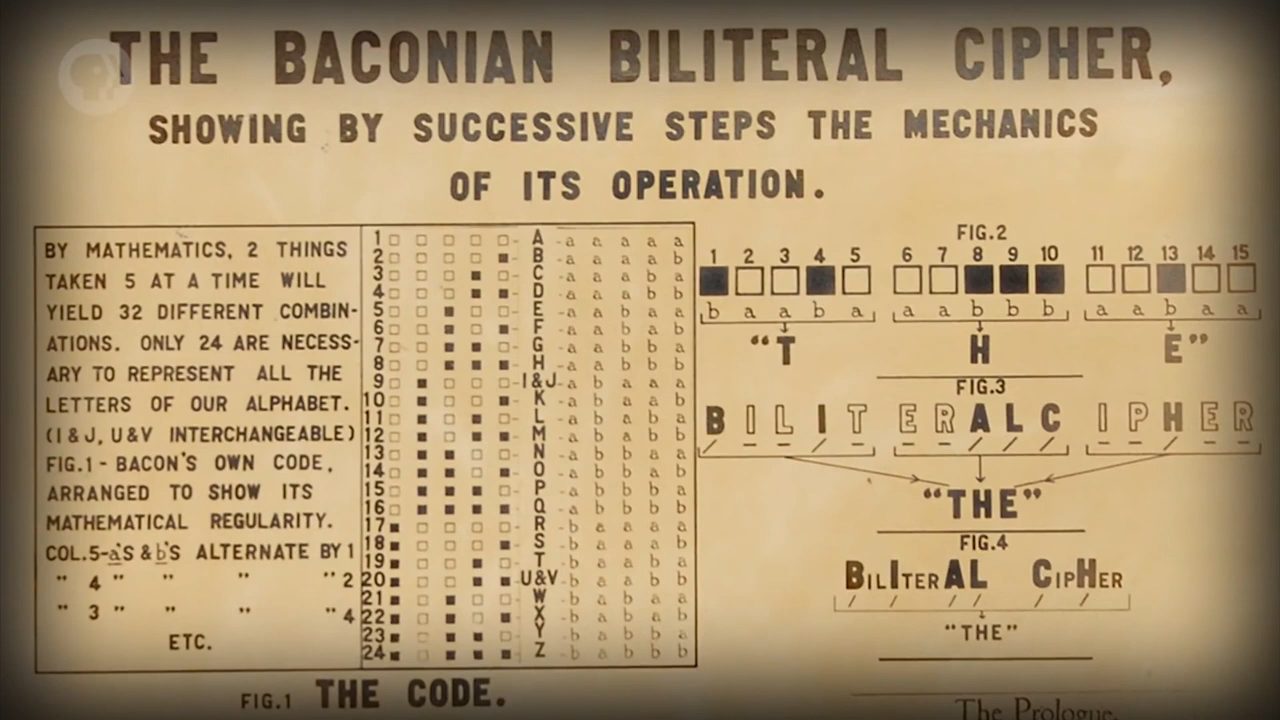 THE BACONIAN BILITERAL CIPHER,
SHOWING BY SUCCESSIVE STEPS THE MECHANICS
OF ITS OPERATION.
BY MATHEMATICS, 2 THINGS
TAKEN 5 AT A TIME WILL
YIELD 32 DIFFERENT COMBIN-
ATIONS. ONLY 24 ARE NECESS-
ARY TO REPRESENT ALL THE
LETTERS OF OUR ALPHABET.
(I & J, U & V INTERCHANGEABLE)
FIG.1 - BACON'S OWN CODE,
ARRANGED TO SHOW ITS
MATHEMATICAL REGULARITY.
COL.5-a'S & b'S ALTERNATE BY 1
" 4 " " " " 2
" 3 " " " " 4
ETC.
1 - A - a a a a a
2 - B - a a a a b
3 - C - a a a b a
4 - D - a a a b b
5 - E - a a b a a
6 - F - a a b a b
7 - G - a a b b a
8 - H - a a b b b
9 - I & J - a b a a a
10 - K - a b a a b
11 - L - a b a b a
12 - M - a b a b b
13 - N - a b b a a
14 - O - a b b a b
15 - P - a b b b a
16 - Q - a b b b b
17 - R - b a a a a
18 - S - b a a a b
19 - T - b a a b a
20 - U & V - b a a b b
21 - W - b a b a a
22 - X - b a b a b
23 - Y - b a b b a
24 - Z - b a b b b
FIG.1 THE CODE.
FIG.2
1 2 3 4 5 6 7 8 9 10 11 12 13 14 15
b a a b a a a b b b a a b a a
"T H E"
FIG.3
B I L I T E R A L C I P H E R
"THE"
FIG.4
BILITERAL CIPHER
"THE"
The Prologue.